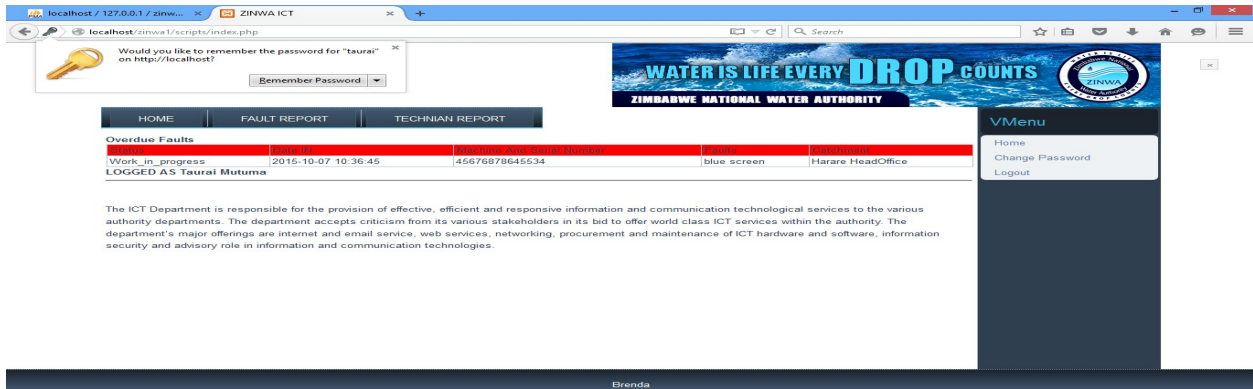 localhost / 127.0.0.1 / zinw...
ZINWA ICT
localhost/zinwa1/scripts/index.php
Search
Would you like to remember the password for "taurai"
on http://localhost?
Remember Password
WATER IS LIFE EVERY DROP COUNTS
ZIMBABWE NATIONAL WATER AUTHORITY
ZINWA
HOME FAULT REPORT TECHNIAN REPORT
VMenu
Home
Change Password
Logout
Overdue Faults
Status Date IN Machine And Serial Number Faults Catchment
Work_in_progress 2015-10-07 10:36:45 45676878645534 blue screen Harare HeadOffice
LOGGED AS Taurai Mutuma
The ICT Department is responsible for the provision of effective, efficient and responsive information and communication technological services to the various
authority departments. The department accepts criticism from its various stakeholders in its bid to offer world class ICT services within the authority. The
department's major offerings are internet and email service, web services, networking, procurement and maintenance of ICT hardware and software, information
security and advisory role in information and communication technologies.
Brenda